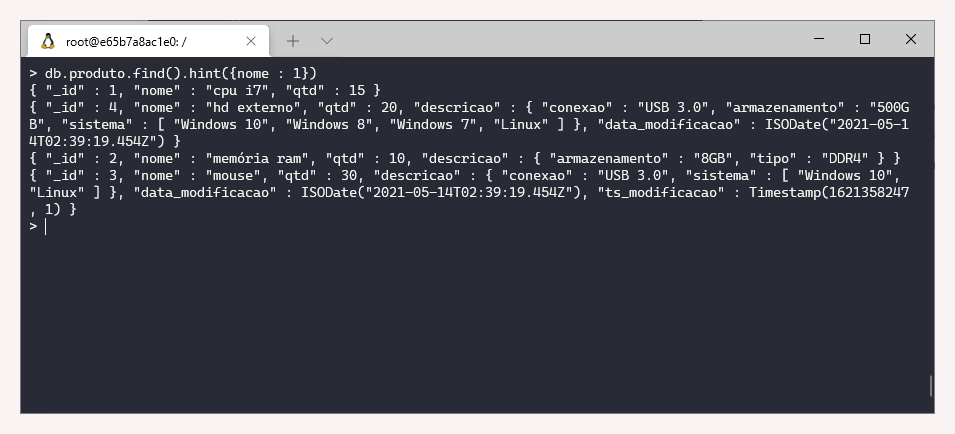 root@e65b7a8ac1e0: /
> db.produto.find().hint({nome : 1})
{ "_id" : 1, "nome" : "cpu i7", "qtd" : 15 }
{ "_id" : 4, "nome" : "hd externo", "qtd" : 20, "descricao" : { "conexao" : "USB 3.0", "armazenamento" : "500G
B", "sistema" : [ "Windows 10", "Windows 8", "Windows 7", "Linux" ] }, "data_modificacao" : ISODate("2021-05-1
4T02:39:19.454Z") }
{ "_id" : 2, "nome" : "memória ram", "qtd" : 10, "descricao" : { "armazenamento" : "8GB", "tipo" : "DDR4" } }
{ "_id" : 3, "nome" : "mouse", "qtd" : 30, "descricao" : { "conexao" : "USB 3.0", "sistema" : [ "Windows 10",
"Linux" ] }, "data_modificacao" : ISODate("2021-05-14T02:39:19.454Z"), "ts_modificacao" : Timestamp(1621358247
, 1) }
>